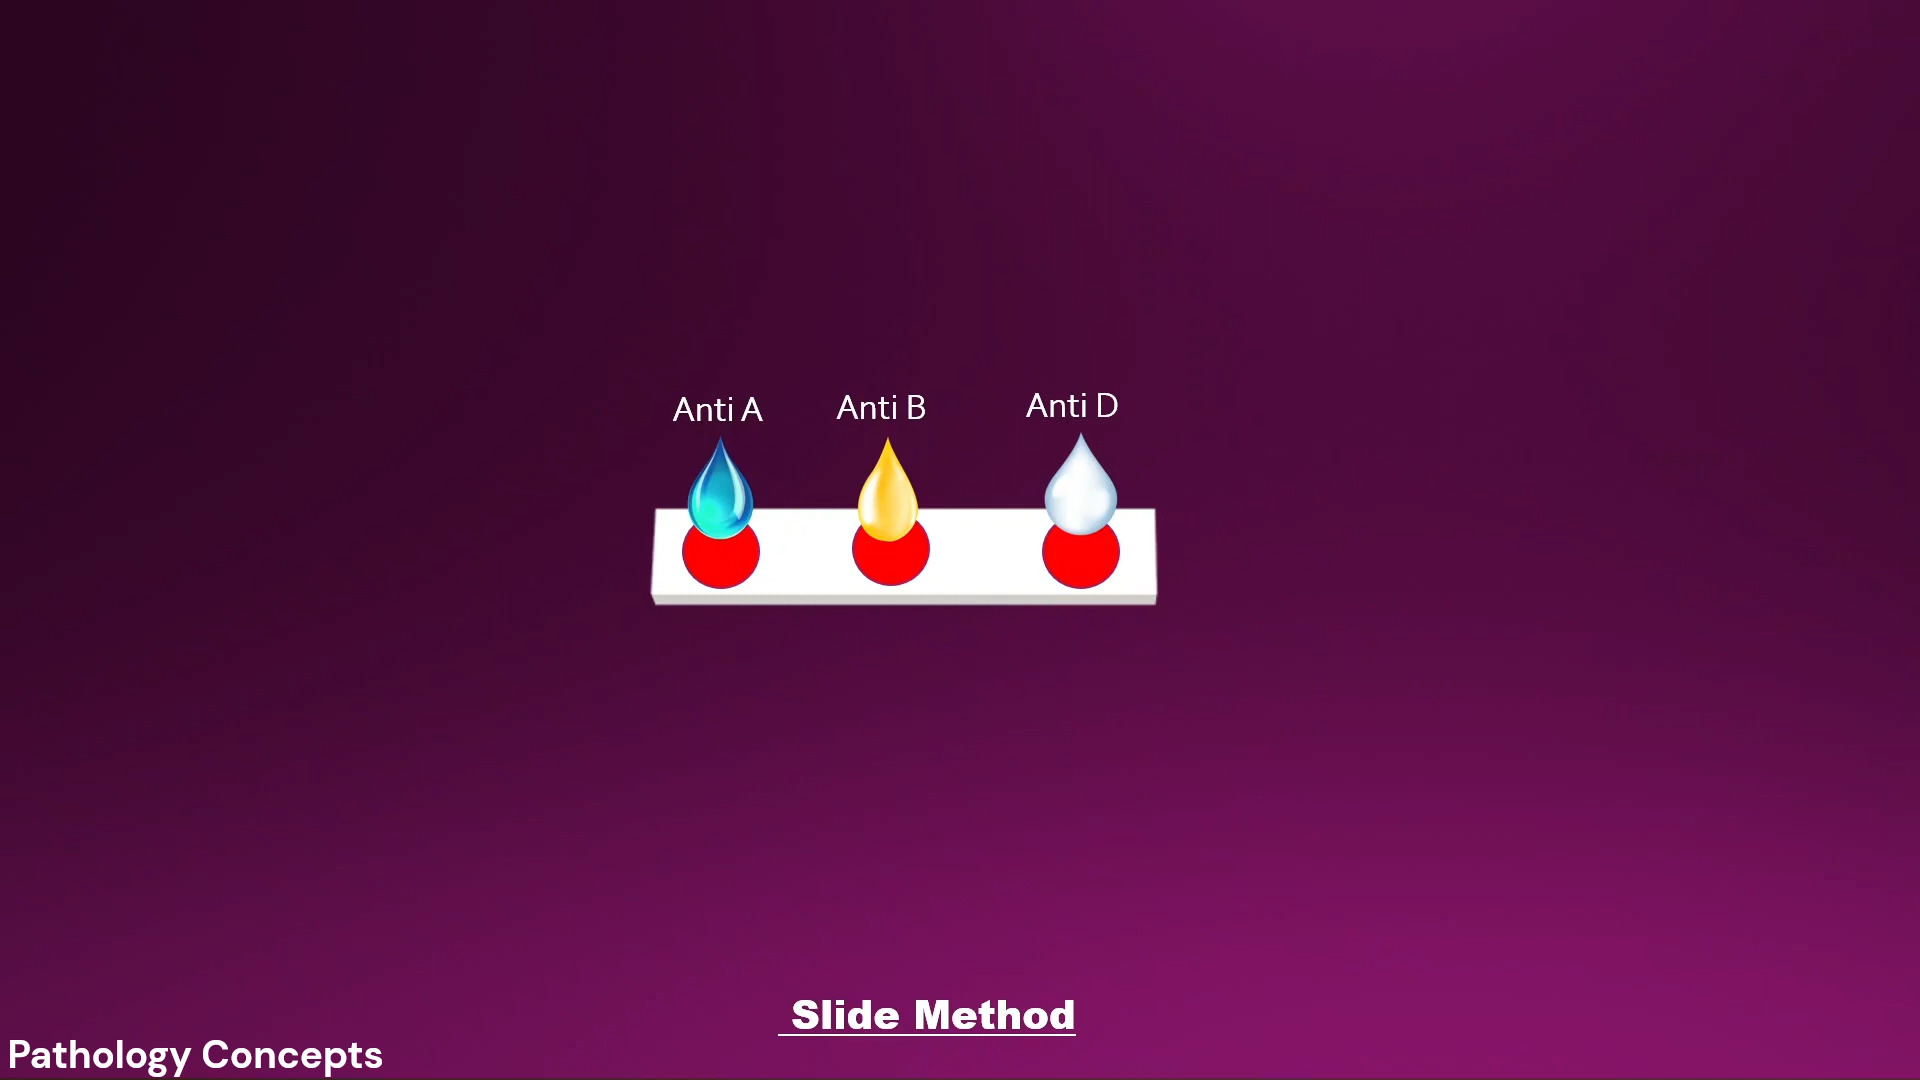 Anti A
Anti B
Anti D
Slide Method
Pathology Concepts